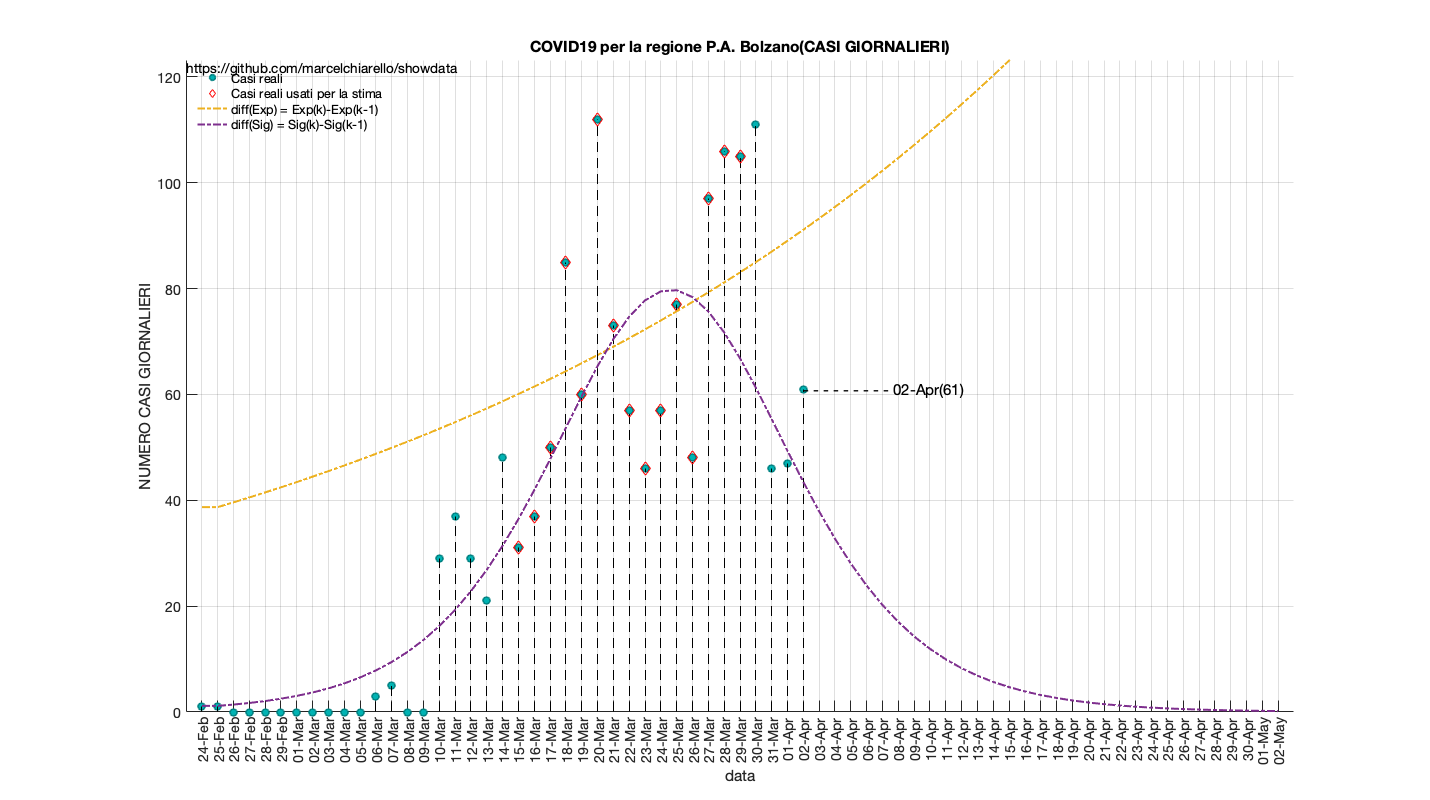 COVID19 per la regione P.A. Bolzano(CASI GIORNALIERI)
https://github.com/marcelchiarello/showdata
Casi reali
Casi reali usati per la stima
diff(Exp) = Exp(k)-Exp(k-1)
diff(Sig) = Sig(k)-Sig(k-1)
120
100
80
60
40
20
0
NUMERO CASI GIORNALIERI
02-Apr(61)
24-Feb
25-Feb
26-Feb
27-Feb
28-Feb
29-Feb
01-Mar
02-Mar
03-Mar
04-Mar
05-Mar
06-Mar
07-Mar
08-Mar
09-Mar
10-Mar
11-Mar
12-Mar
13-Mar
14-Mar
15-Mar
16-Mar
17-Mar
18-Mar
19-Mar
20-Mar
21-Mar
22-Mar
23-Mar
24-Mar
25-Mar
26-Mar
27-Mar
28-Mar
29-Mar
30-Mar
31-Mar
01-Apr
02-Apr
03-Apr
04-Apr
05-Apr
06-Apr
07-Apr
08-Apr
09-Apr
10-Apr
11-Apr
12-Apr
13-Apr
14-Apr
15-Apr
16-Apr
17-Apr
18-Apr
19-Apr
20-Apr
21-Apr
22-Apr
23-Apr
24-Apr
25-Apr
26-Apr
27-Apr
28-Apr
29-Apr
30-Apr
01-May
02-May
data